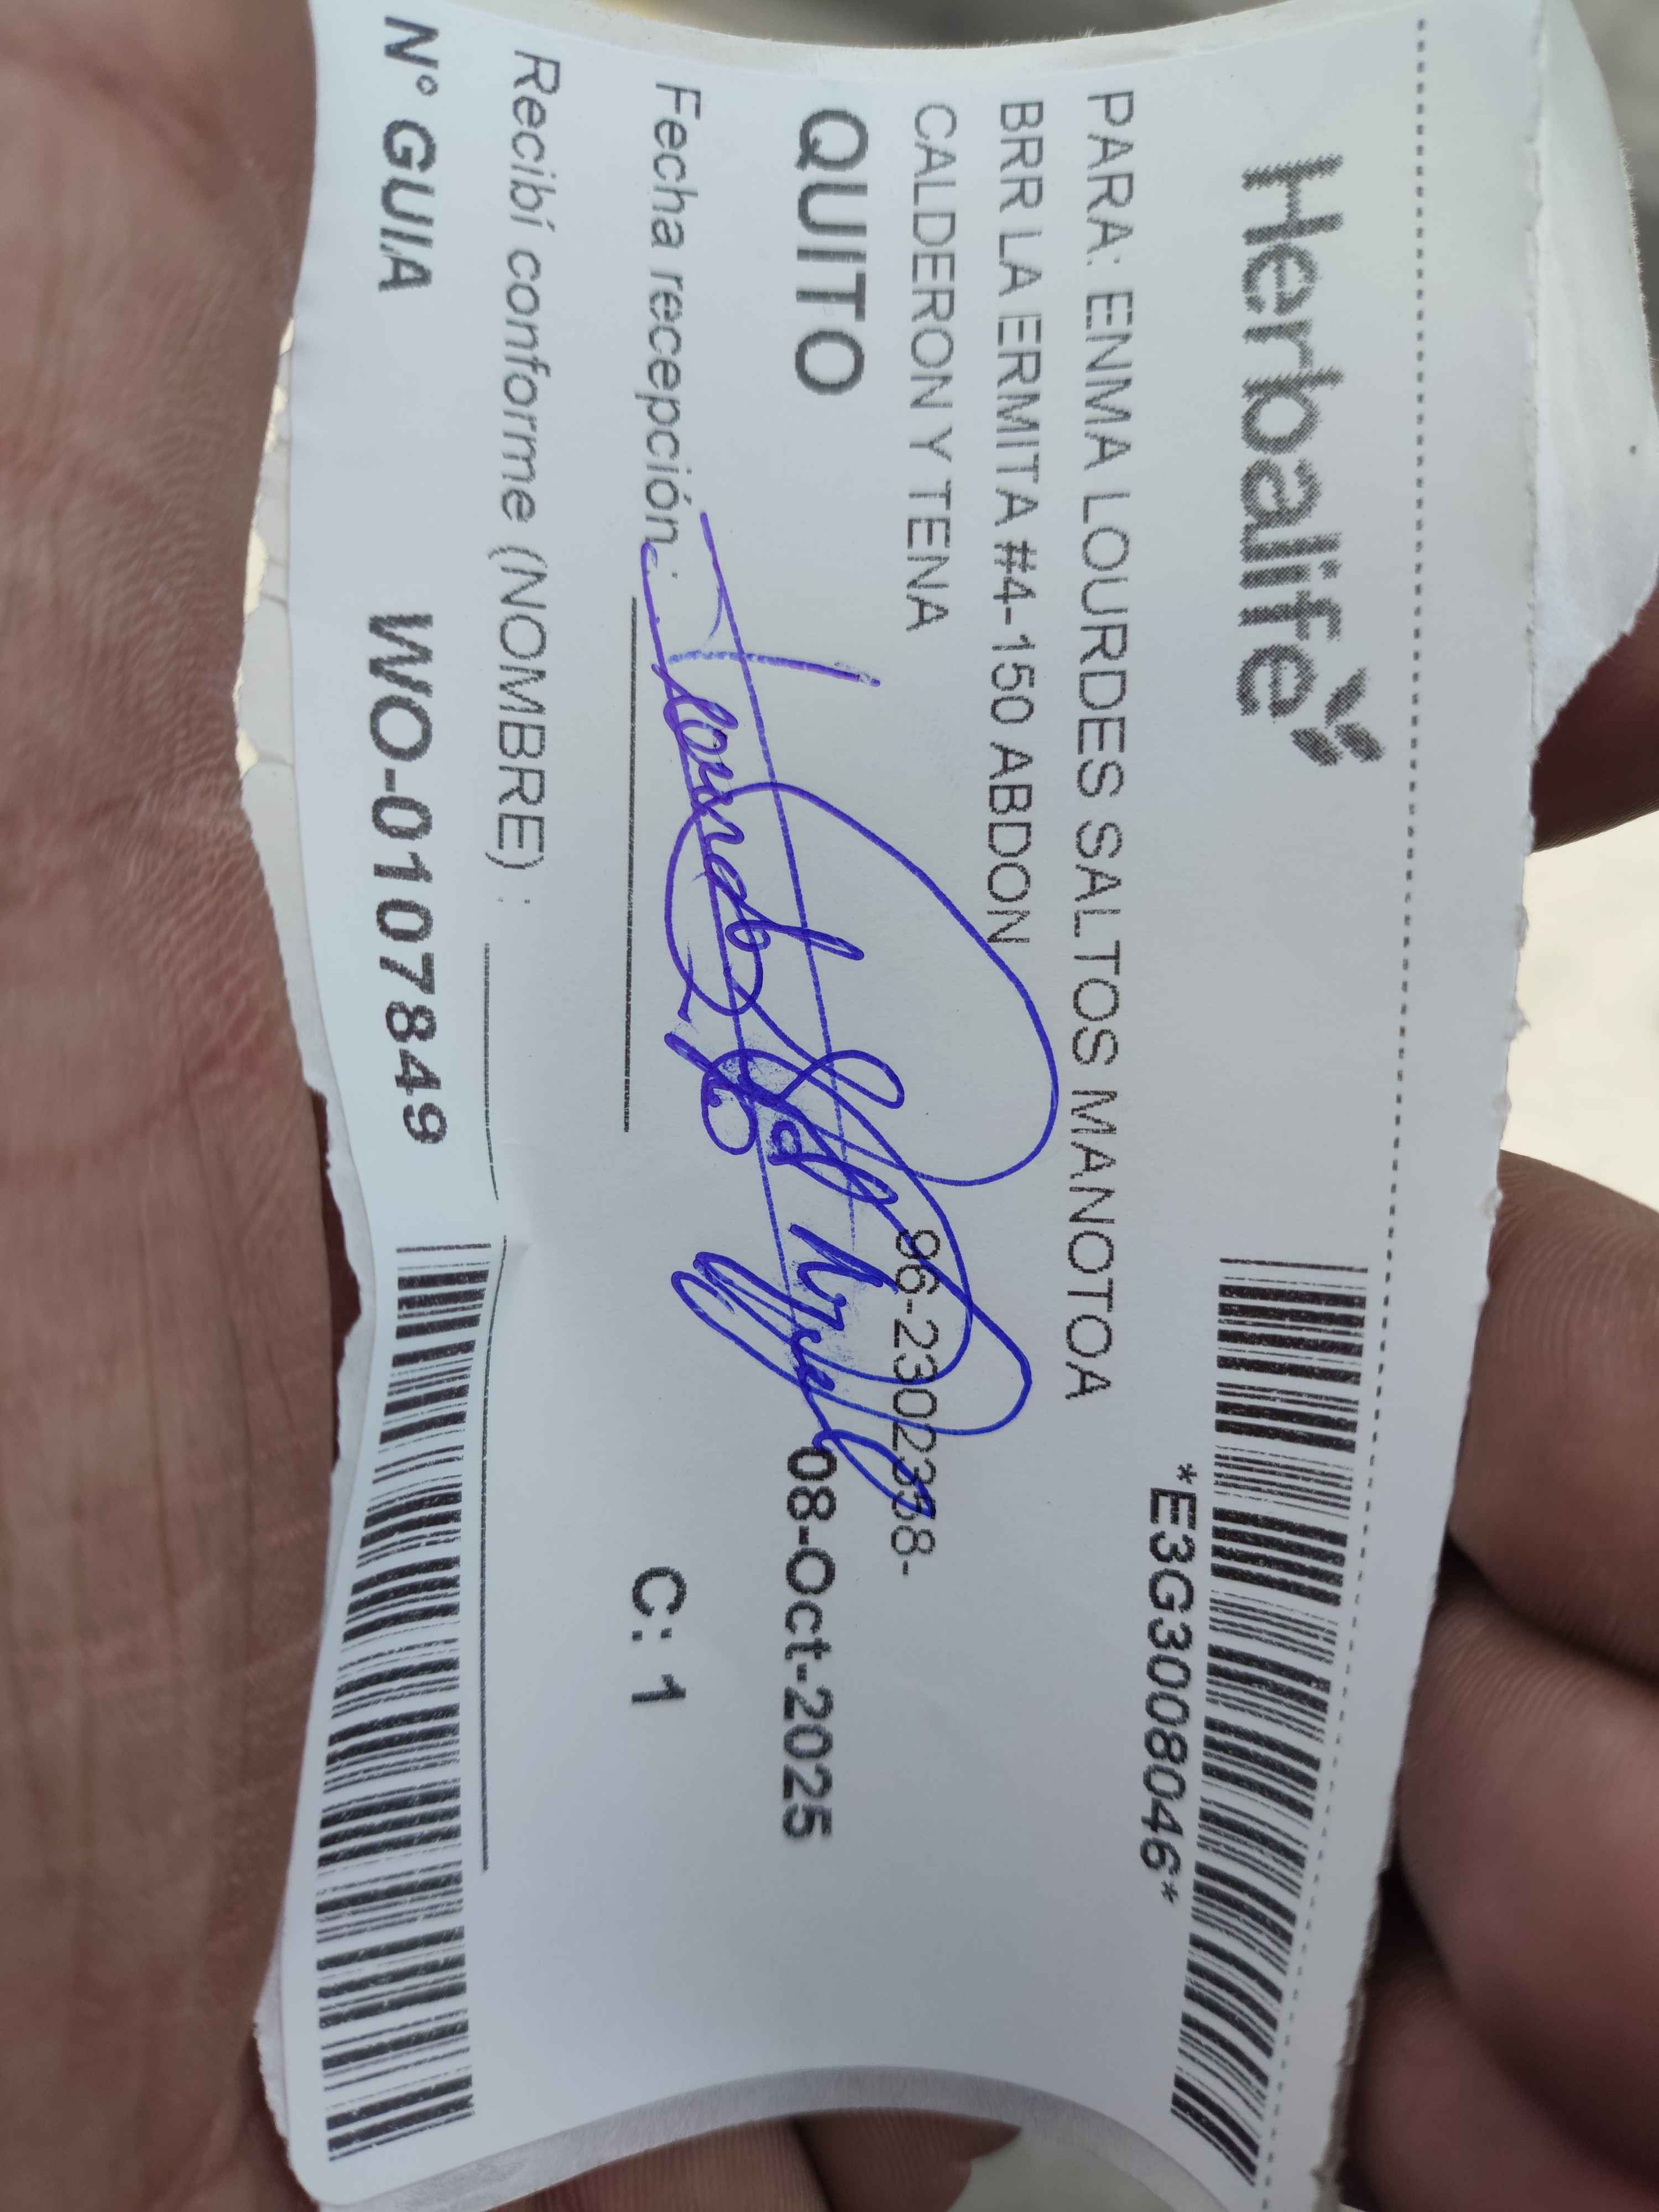 Herbalife
*E3G3008046*
PARA: ENMA LOURDES SALTOS MANOTOA
BRR LA ERMITA #4-150 ABDON
CALDERON Y TENA
96-2302338-
QUITO
08-Oct-2025
Fecha recepción:
C: 1
Recibí conforme (NOMBRE) :
N° GUIA WO-0107849